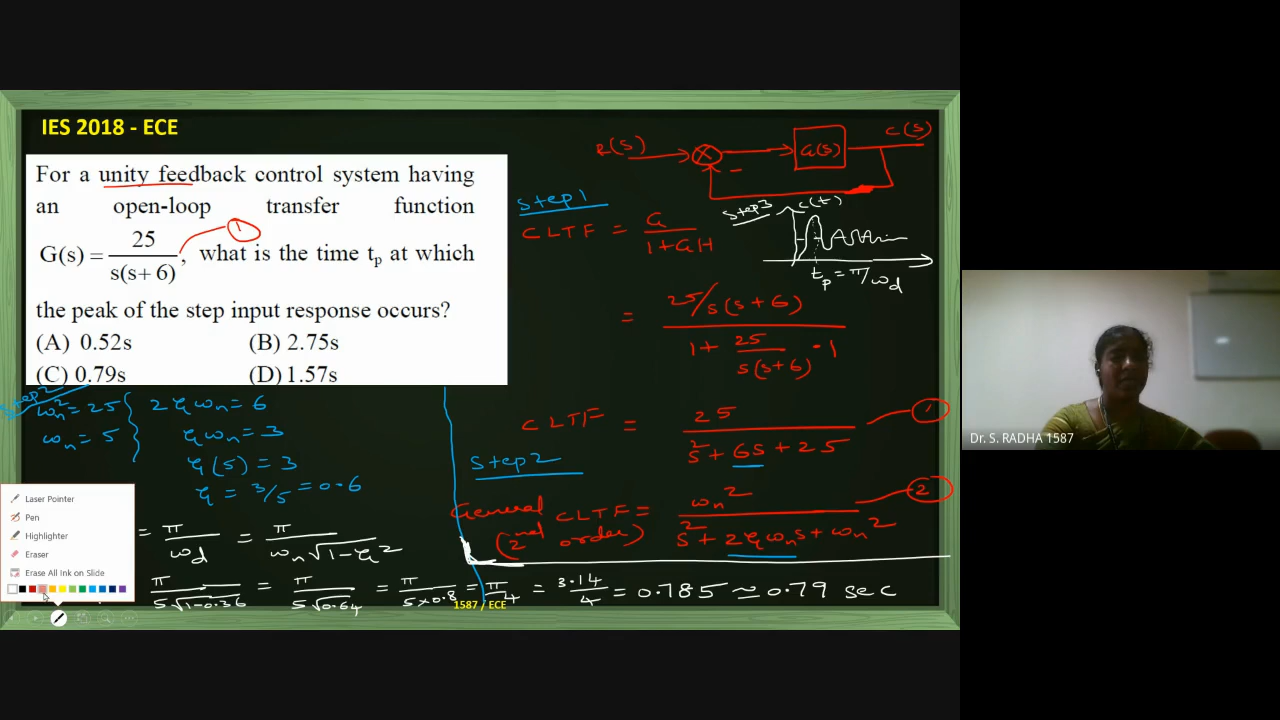 IES 2018 - ECE
For a unity feedback control system having
an open-loop transfer function
G(s) = 25 / s(s+ 6) , what is the time tp at which
the peak of the step input response occurs?
(A) 0.52s (B) 2.75s
(C) 0.79s (D) 1.57s
①
R(S) G(s) C(s)
−
Step1
CLTF = G / 1+GH
Step3 c(t)
tp = π/ωd
= 25/s(s+6) / 1+ 25/s(s+6) · 1
CLTF = 25 / s² + 6s + 25 ①
Step2
General CLTF = ωn² / s² + 2ξωns + ωn² ②
(2nd order)
Step2
ωn² = 25
ωn = 5
2ξωn = 6
ξωn = 3
ξ(5) = 3
ξ = 3/5 = 0.6
= π/ωd = π / ωn√1−ξ²
π / 5√1−0.36 = π / 5√0.64 = π / 5×0.8 = π/4 = 3.14/4 = 0.785 ≃ 0.79 sec
1587 / ECE
Laser Pointer
Pen
Highlighter
Eraser
Erase All Ink on Slide
Dr. S. RADHA 1587